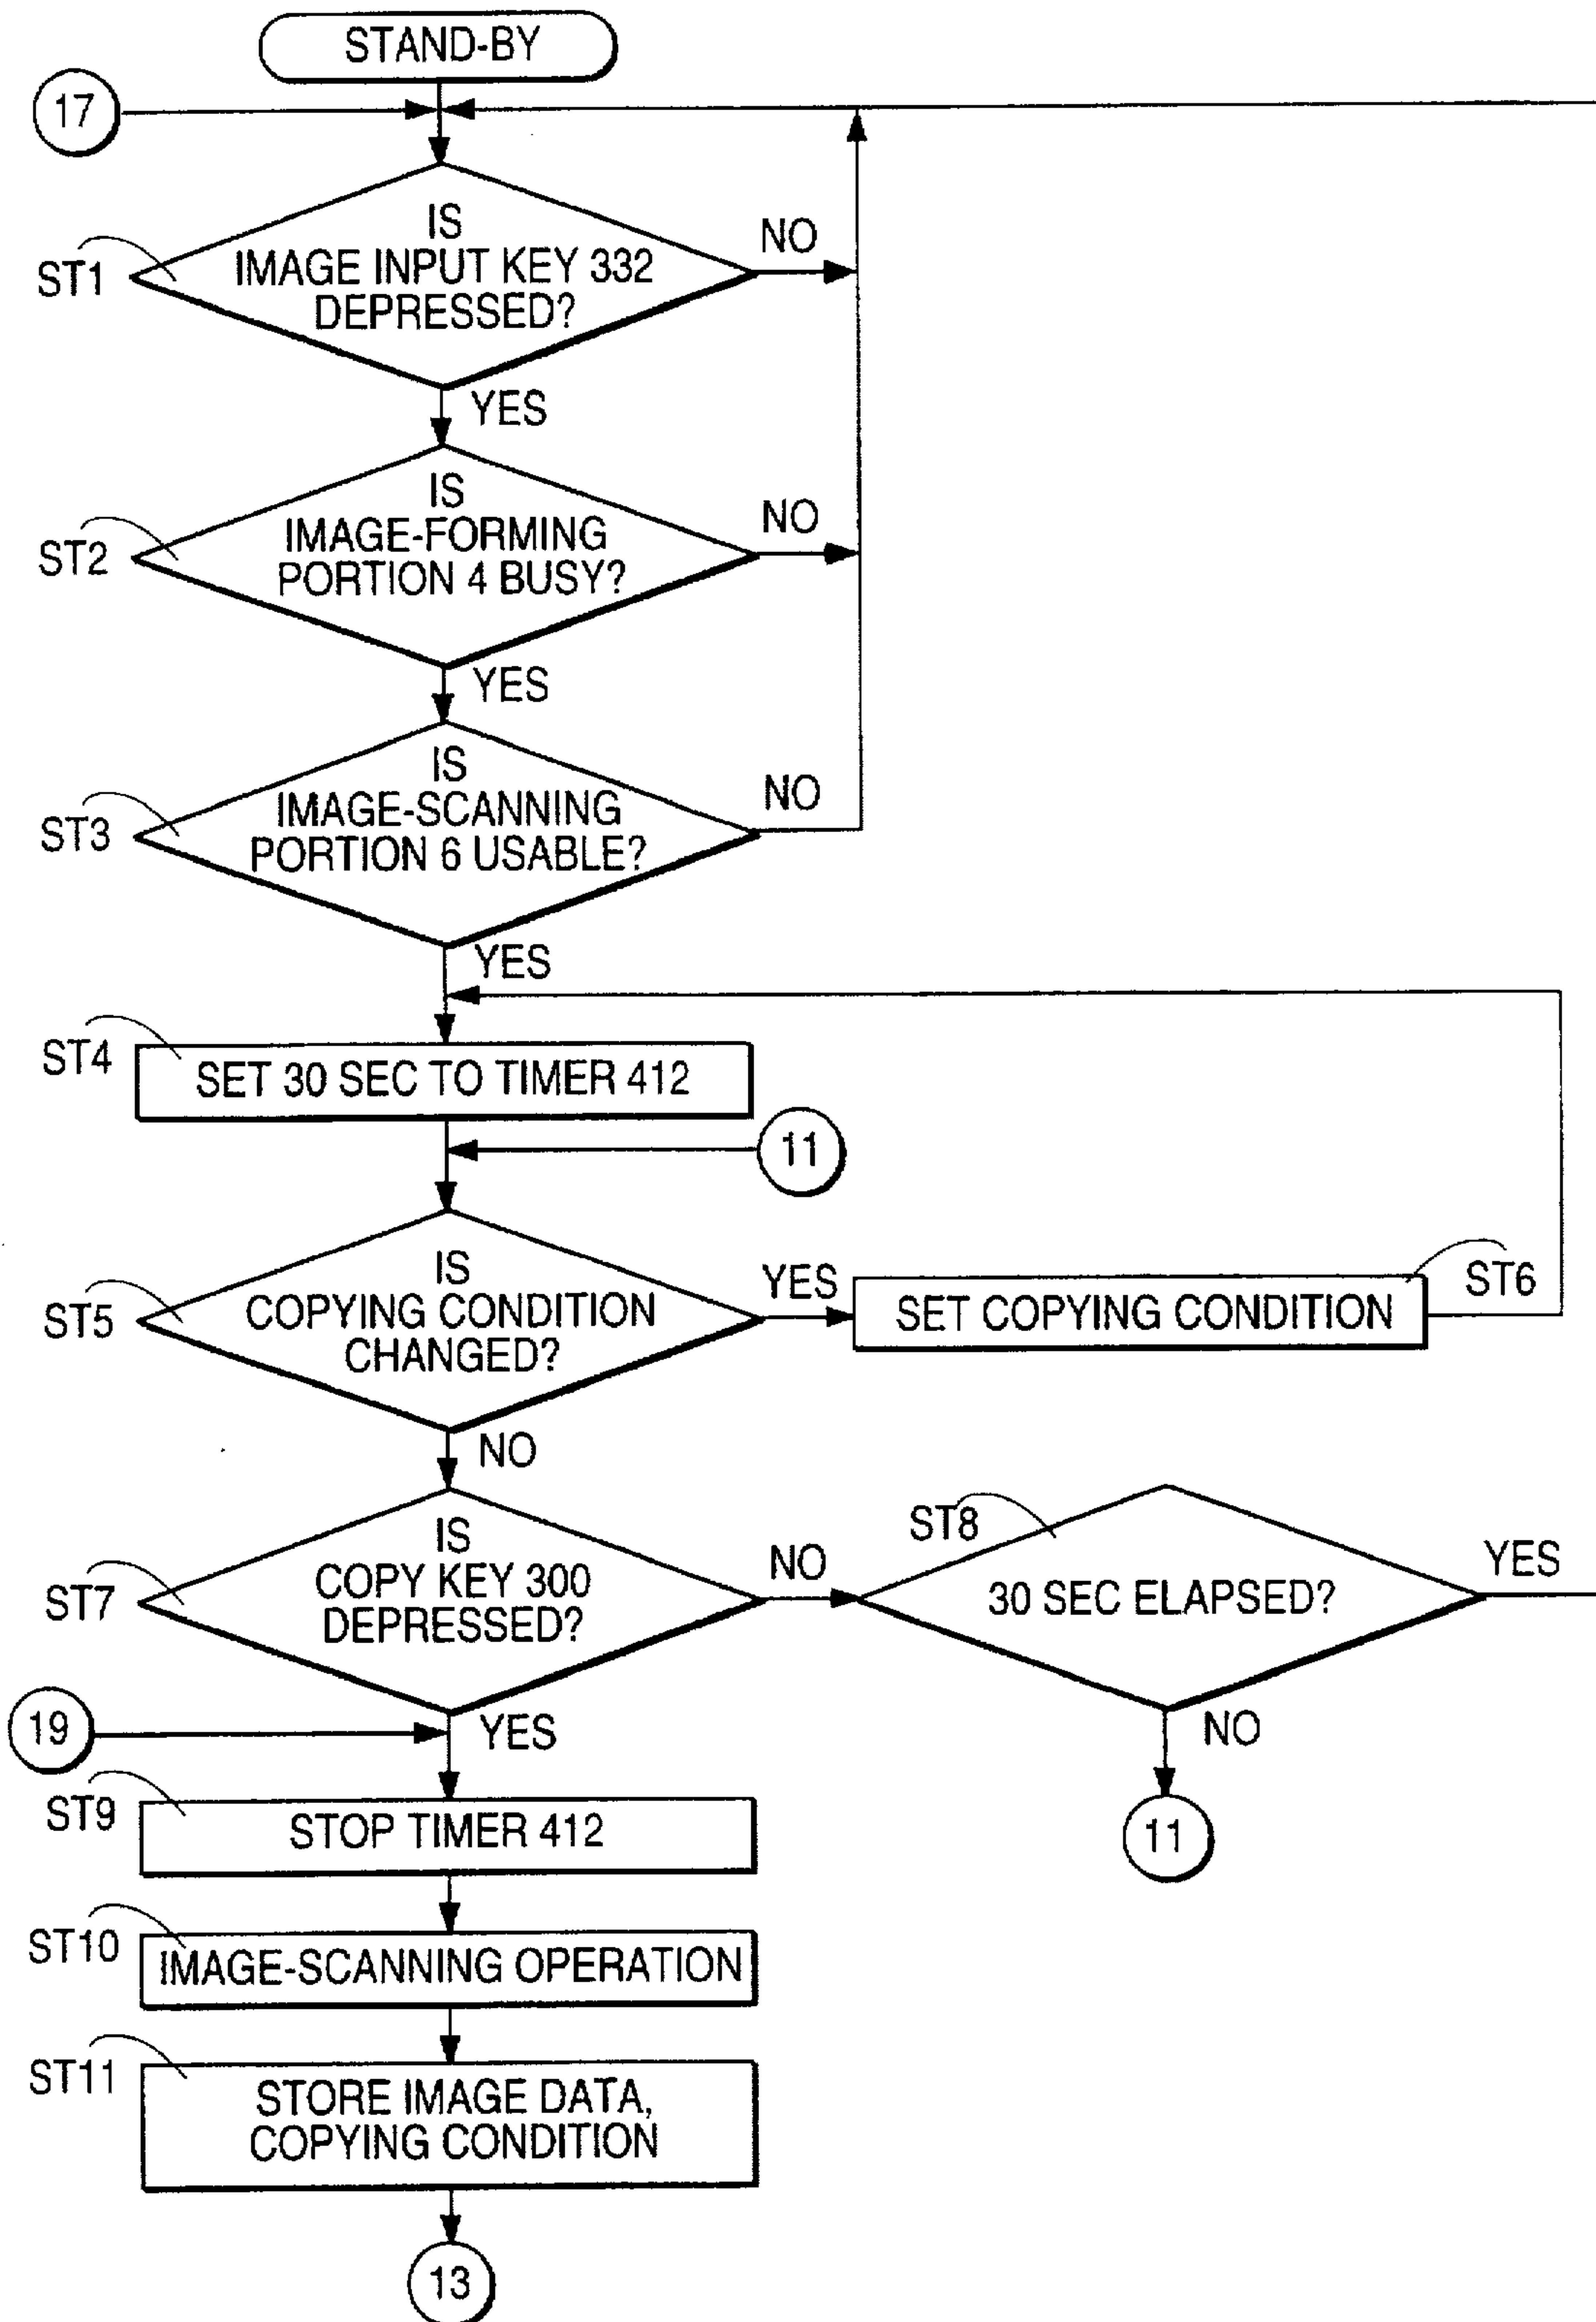 STAND-BY
17
IS
IMAGE INPUT KEY 332
DEPRESSED?
ST1
NO
YES
IS
IMAGE-FORMING
PORTION 4 BUSY?
ST2
NO
YES
IS
IMAGE-SCANNING
PORTION 6 USABLE?
ST3
NO
YES
ST4
SET 30 SEC TO TIMER 412
11
IS
COPYING CONDITION
CHANGED?
ST5
YES
SET COPYING CONDITION
ST6
NO
IS
COPY KEY 300
DEPRESSED?
ST7
NO
ST8
30 SEC ELAPSED?
YES
NO
11
19
YES
ST9
STOP TIMER 412
ST10
IMAGE-SCANNING OPERATION
ST11
STORE IMAGE DATA,
COPYING CONDITION
13